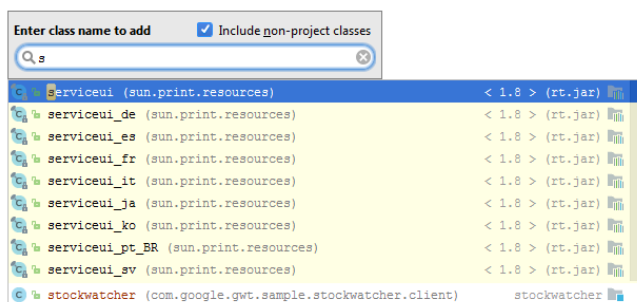 Enter class name to add Include non-project classes
s
serviceui (sun.print.resources) < 1.8 > (rt.jar)
serviceui_de (sun.print.resources) < 1.8 > (rt.jar)
serviceui_es (sun.print.resources) < 1.8 > (rt.jar)
serviceui_fr (sun.print.resources) < 1.8 > (rt.jar)
serviceui_it (sun.print.resources) < 1.8 > (rt.jar)
serviceui_ja (sun.print.resources) < 1.8 > (rt.jar)
serviceui_ko (sun.print.resources) < 1.8 > (rt.jar)
serviceui_pt_BR (sun.print.resources) < 1.8 > (rt.jar)
serviceui_sv (sun.print.resources) < 1.8 > (rt.jar)
stockwatcher (com.google.gwt.sample.stockwatcher.client) stockwatcher